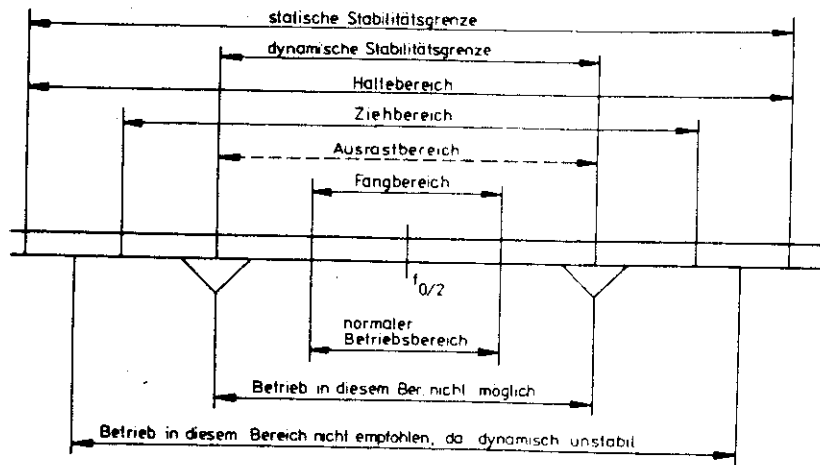 statische Stabilitätsgrenze
dynamische Stabilitätsgrenze
Haltebereich
Ziehbereich
Ausrastbereich
Fangbereich
f0/2
normaler
Betriebsbereich
Betrieb in diesem Ber. nicht möglich
Betrieb in diesem Bereich nicht empfohlen, da dynamisch unstabil